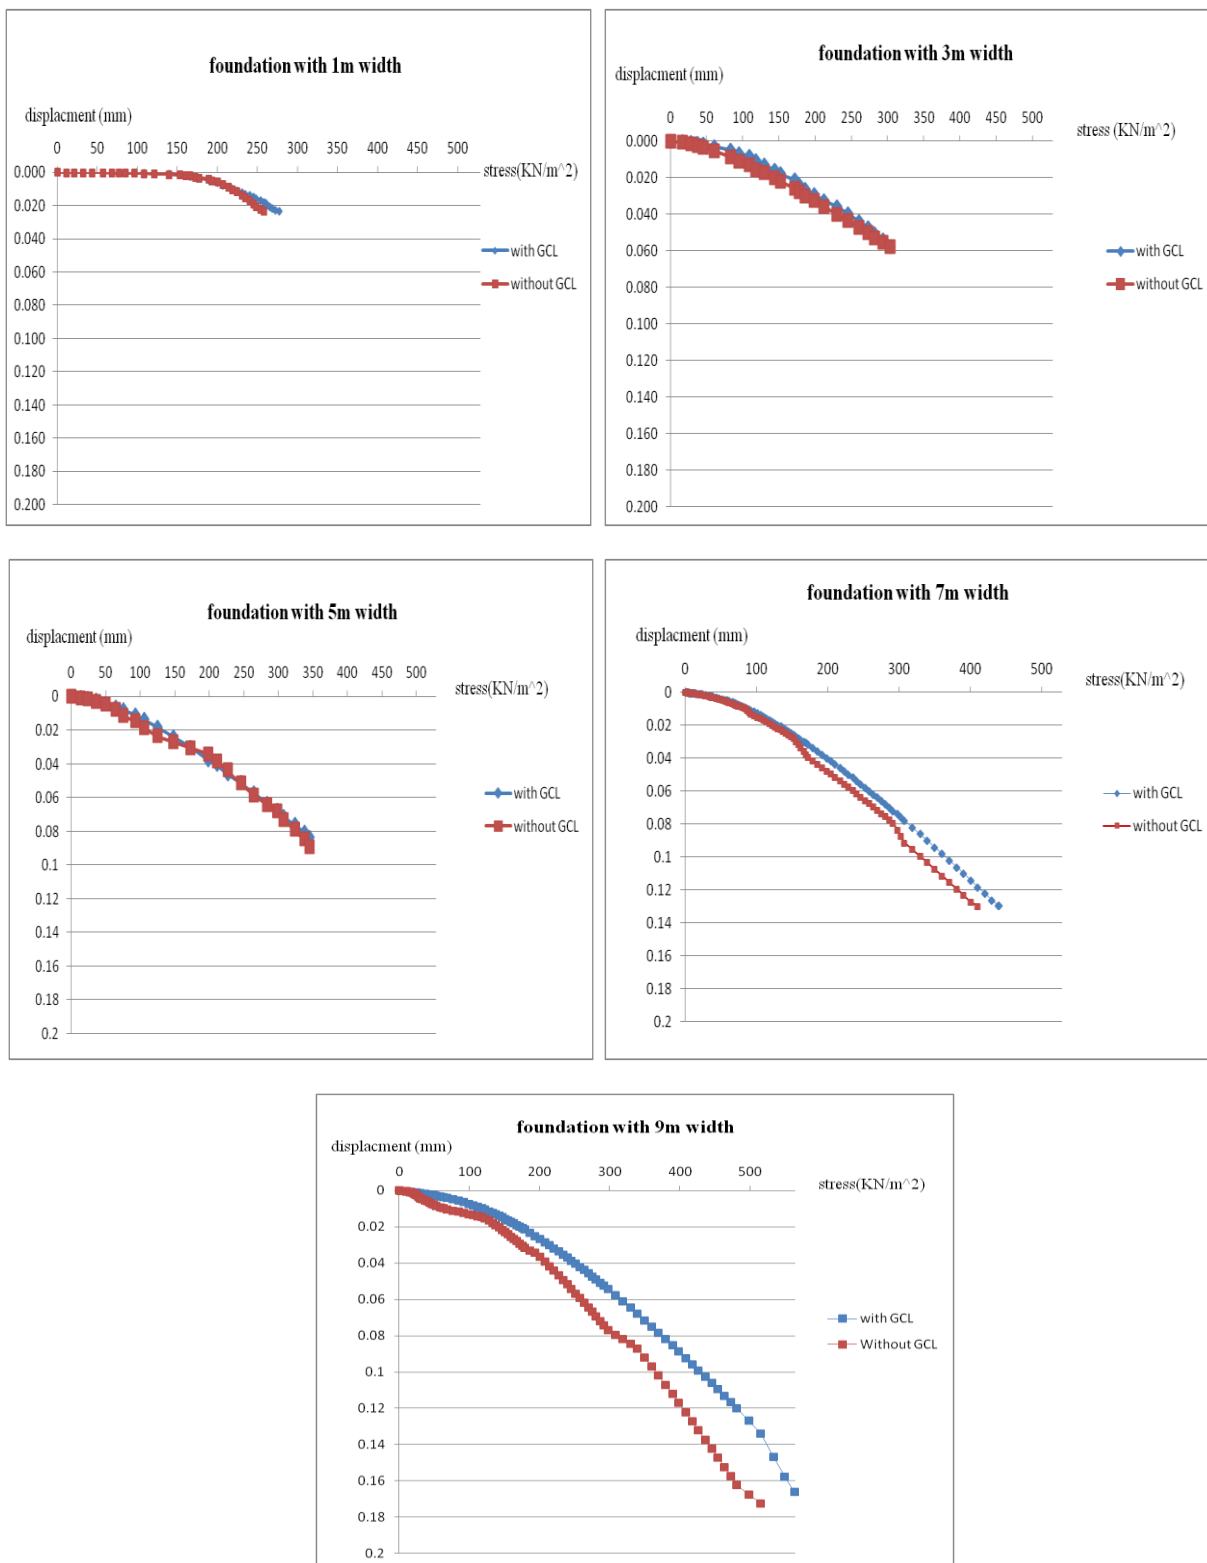 foundation with 1m width
displacment (mm)
0 50 100 150 200 250 300 350 400 450 500
stress(KN/m^2)
0.000
0.020
0.040
0.060
0.080
0.100
0.120
0.140
0.160
0.180
0.200
with GCL
without GCL
foundation with 3m width
displacment (mm)
0 50 100 150 200 250 300 350 400 450 500
stress (KN/m^2)
0.000
0.020
0.040
0.060
0.080
0.100
0.120
0.140
0.160
0.180
0.200
with GCL
without GCL
foundation with 5m width
displacment (mm)
0 50 100 150 200 250 300 350 400 450 500
stress(KN/m^2)
0
0.02
0.04
0.06
0.08
0.1
0.12
0.14
0.16
0.18
0.2
with GCL
without GCL
foundation with 7m width
displacment (mm)
0 100 200 300 400 500
stress(KN/m^2)
0
0.02
0.04
0.06
0.08
0.1
0.12
0.14
0.16
0.18
0.2
with GCL
without GCL
foundation with 9m width
displacment (mm)
0 100 200 300 400 500
stress(KN/m^2)
0
0.02
0.04
0.06
0.08
0.1
0.12
0.14
0.16
0.18
0.2
with GCL
Without GCL